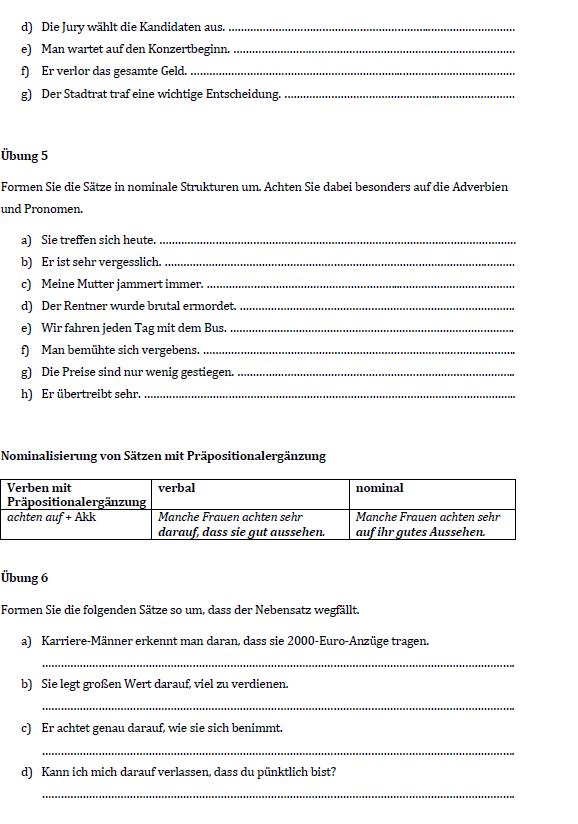 d) Die Jury wählt die Kandidaten aus. ........................................................................................
e) Man wartet auf den Konzertbeginn. ......................................................................................
f) Er verlor das gesamte Geld. ...................................................................................................
g) Der Stadtrat traf eine wichtige Entscheidung. .......................................................................
Übung 5
Formen Sie die Sätze in nominale Strukturen um. Achten Sie dabei besonders auf die Adverbien
und Pronomen.
a) Sie treffen sich heute. .............................................................................................................
b) Er ist sehr vergesslich. ...........................................................................................................
c) Meine Mutter jammert immer. ..............................................................................................
d) Der Rentner wurde brutal ermordet. ....................................................................................
e) Wir fahren jeden Tag mit dem Bus. .......................................................................................
f) Man bemühte sich vergebens. ................................................................................................
g) Die Preise sind nur wenig gestiegen. .....................................................................................
h) Er übertreibt sehr. ..................................................................................................................
Nominalisierung von Sätzen mit Präpositionalergänzung
Verben mit verbal nominal
Präpositionalergänzung
achten auf + Akk Manche Frauen achten sehr Manche Frauen achten sehr
darauf, dass sie gut aussehen. auf ihr gutes Aussehen.
Übung 6
Formen Sie die folgenden Sätze so um, dass der Nebensatz wegfällt.
a) Karriere-Männer erkennt man daran, dass sie 2000-Euro-Anzüge tragen.
...................................................................................................................................................
b) Sie legt großen Wert darauf, viel zu verdienen.
...................................................................................................................................................
c) Er achtet genau darauf, wie sie sich benimmt.
...................................................................................................................................................
d) Kann ich mich darauf verlassen, dass du pünktlich bist?
...................................................................................................................................................